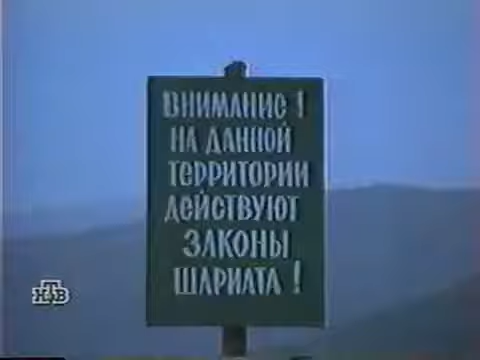 ВНИМАНИЕ !
НА ДАННОЙ
ТЕРРИТОРИИ
ДЕЙСТВУЮТ
ЗАКОНЫ
ШАРИАТА !
НТВ